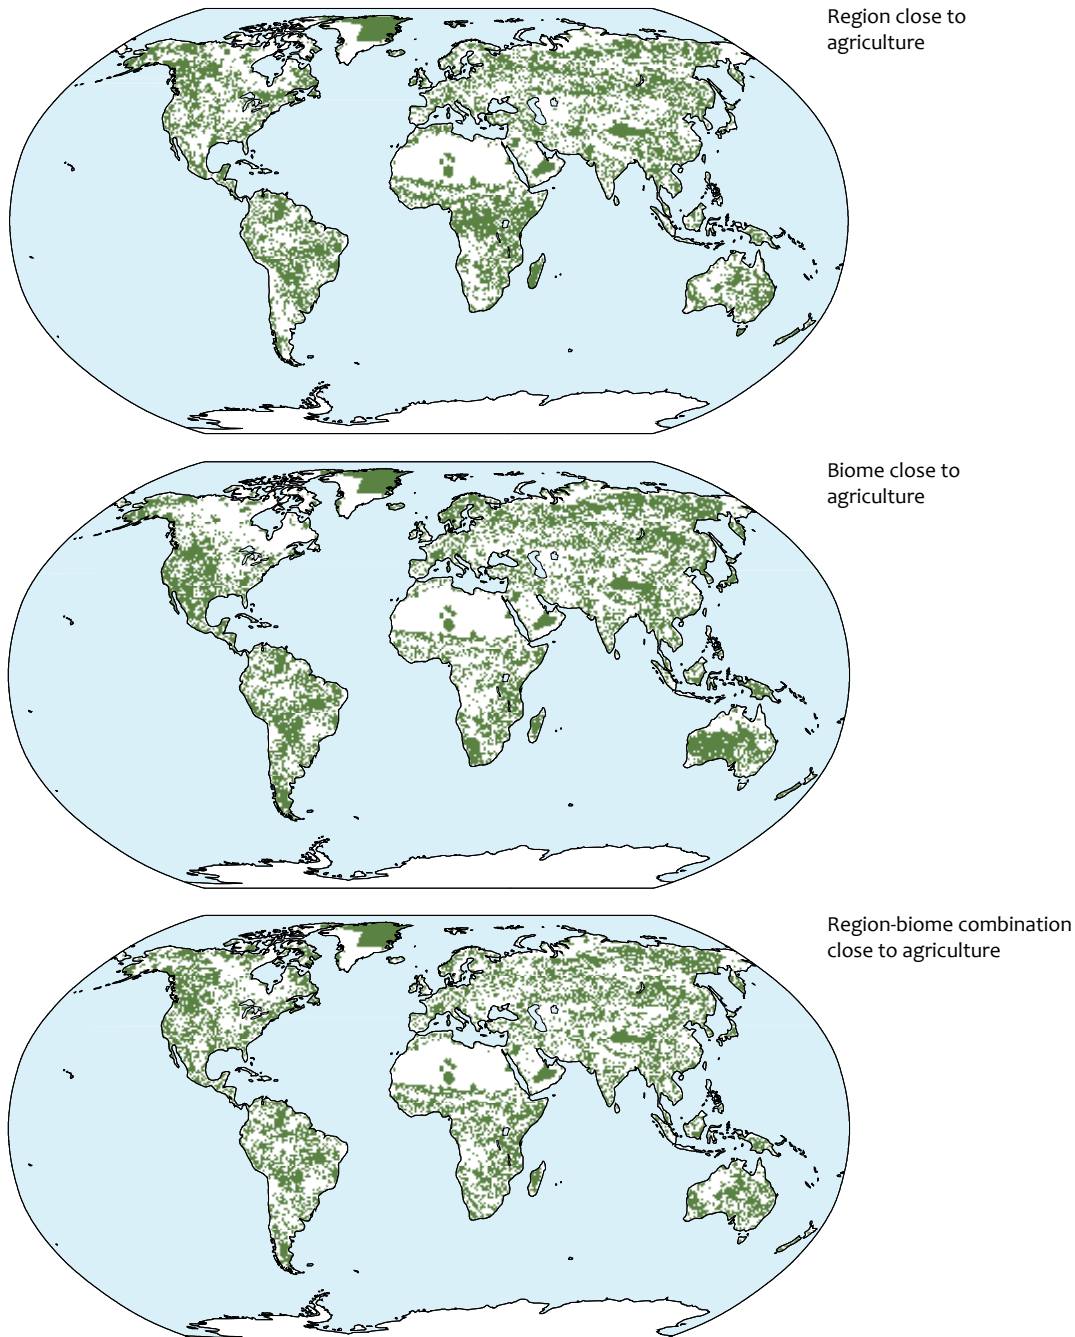 Region close to
agriculture
Biome close to
agriculture
Region-biome combination
close to agriculture